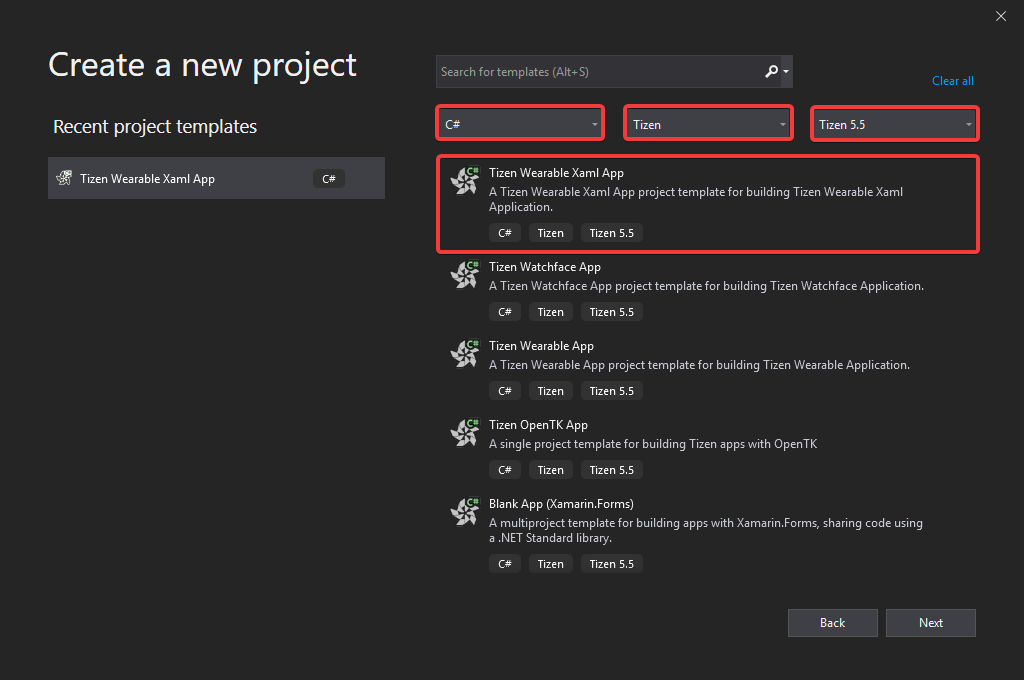 Create a new project
Search for templates (Alt+S)
Clear all
Recent project templates
C#
Tizen
Tizen 5.5
Tizen Wearable Xaml App
C#
C#
Tizen Wearable Xaml App
A Tizen Wearable Xaml App project template for building Tizen Wearable Xaml
Application.
C#
Tizen
Tizen 5.5
C#
Tizen Watchface App
A Tizen Watchface App project template for building Tizen Watchface Application.
C#
Tizen
Tizen 5.5
C#
Tizen Wearable App
A Tizen Wearable App project template for building Tizen Wearable Application.
C#
Tizen
Tizen 5.5
C#
Tizen OpenTK App
A single project template for building Tizen apps with OpenTK
C#
Tizen
Tizen 5.5
C#
Blank App (Xamarin.Forms)
A multiproject template for building apps with Xamarin.Forms, sharing code using
a .NET Standard library.
C#
Tizen
Tizen 5.5
Back
Next